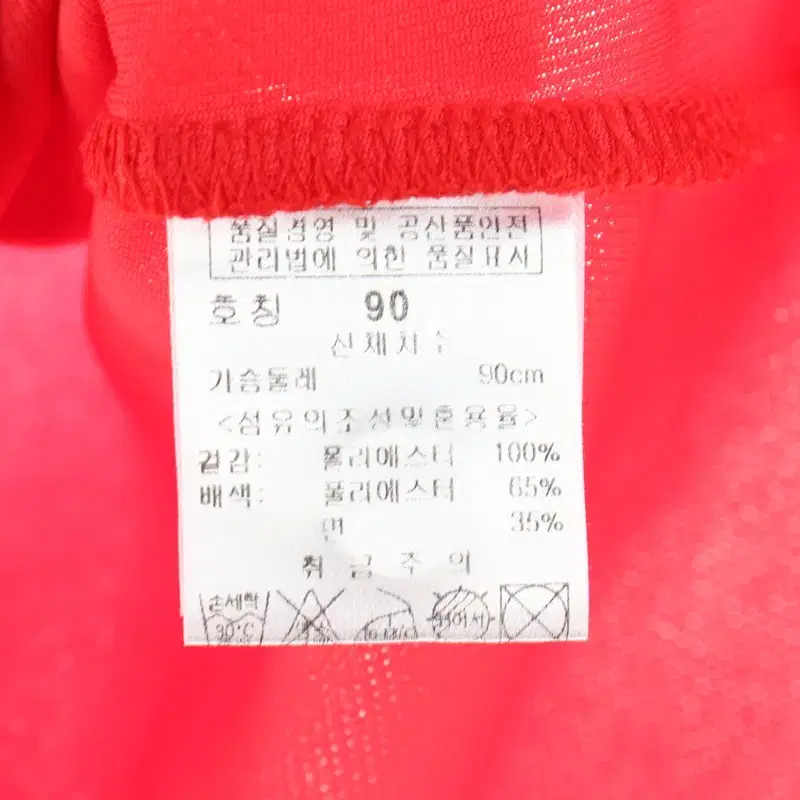 품질경영 및 공산품안전
관리법에 의한 품질표시
호칭 90
신체치수
가슴둘레 90cm
<섬유의조성및혼용율>
겉감: 폴리에스터 100%
배색: 폴리에스터 65%
면 35%
취급주의
손세탁
30°C